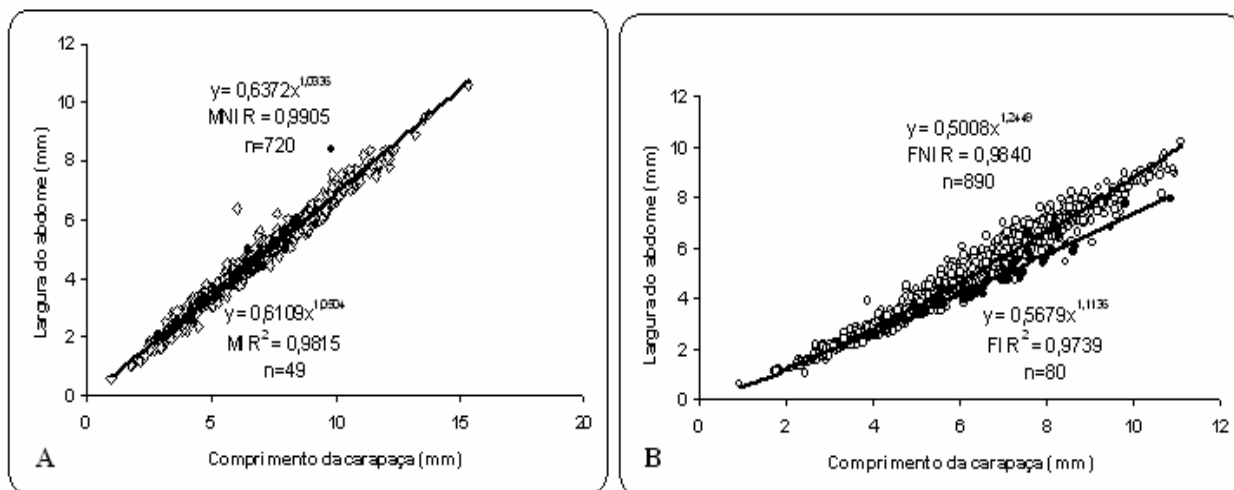 12
10
8
6
4
2
0
0
5
10
15
20
Largura do abdome (mm)
Comprimento da carapaça (mm)
y= 0,6372x^1,0336
MNI R = 0,9905
n=720
y= 0,6109x^1,0504
MI R² = 0,9815
n=49
A
12
10
8
6
4
2
0
0
2
4
6
8
10
12
Largura do abdome (mm)
Comprimento da carapaça (mm)
y = 0,5008x^1,2449
FNI R = 0,9840
n=890
y = 0,5679x^1,1136
FI R² = 0,9739
n=80
B